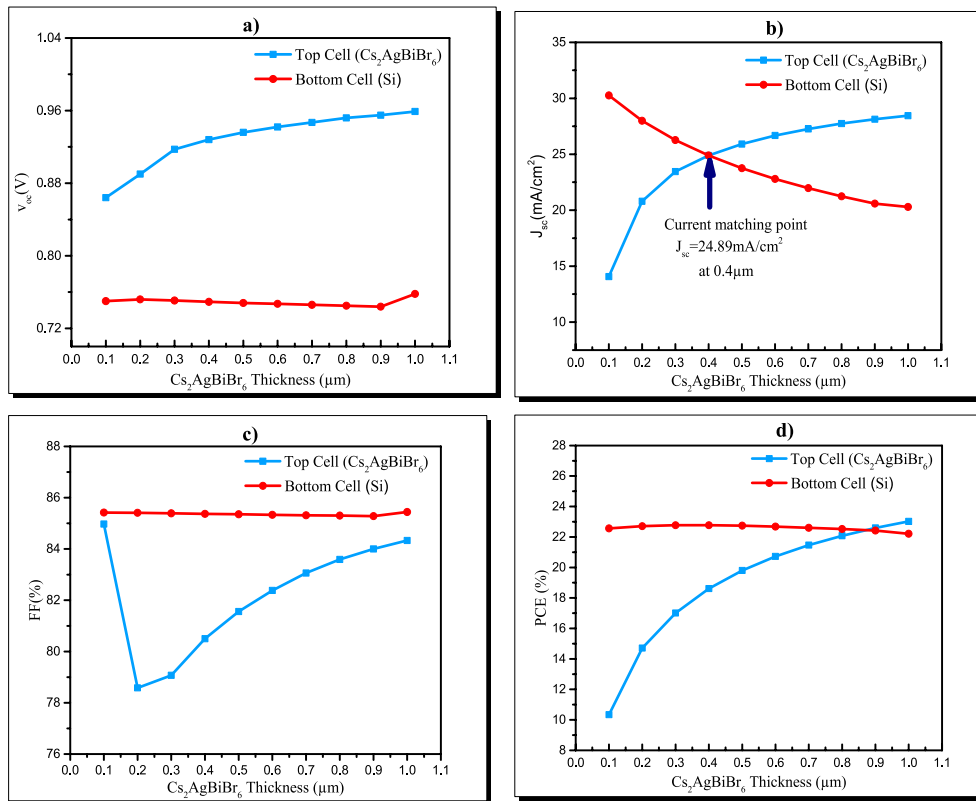 a)
1.04
0.96
0.88
0.80
0.72
v_oc(V)
Top Cell (Cs₂AgBiBr₆)
Bottom Cell (Si)
0.0 0.1 0.2 0.3 0.4 0.5 0.6 0.7 0.8 0.9 1.0 1.1
Cs₂AgBiBr₆ Thickness (µm)
b)
35
30
25
20
15
10
J_sc(mA/cm²)
Top Cell (Cs₂AgBiBr₆)
Bottom Cell (Si)
Current matching point
J_sc=24.89mA/cm²
at 0.4µm
0.0 0.1 0.2 0.3 0.4 0.5 0.6 0.7 0.8 0.9 1.0 1.1
Cs₂AgBiBr₆ Thickness (µm)
c)
88
86
84
82
80
78
76
FF(%)
Top Cell (Cs₂AgBiBr₆)
Bottom Cell (Si)
0.0 0.1 0.2 0.3 0.4 0.5 0.6 0.7 0.8 0.9 1.0 1.1
Cs₂AgBiBr₆ Thickness (µm)
d)
30
28
26
24
22
20
18
16
14
12
10
8
PCE (%)
Top Cell (Cs₂AgBiBr₆)
Bottom Cell (Si)
0.0 0.1 0.2 0.3 0.4 0.5 0.6 0.7 0.8 0.9 1.0 1.1
Cs₂AgBiBr₆ Thickness (µm)